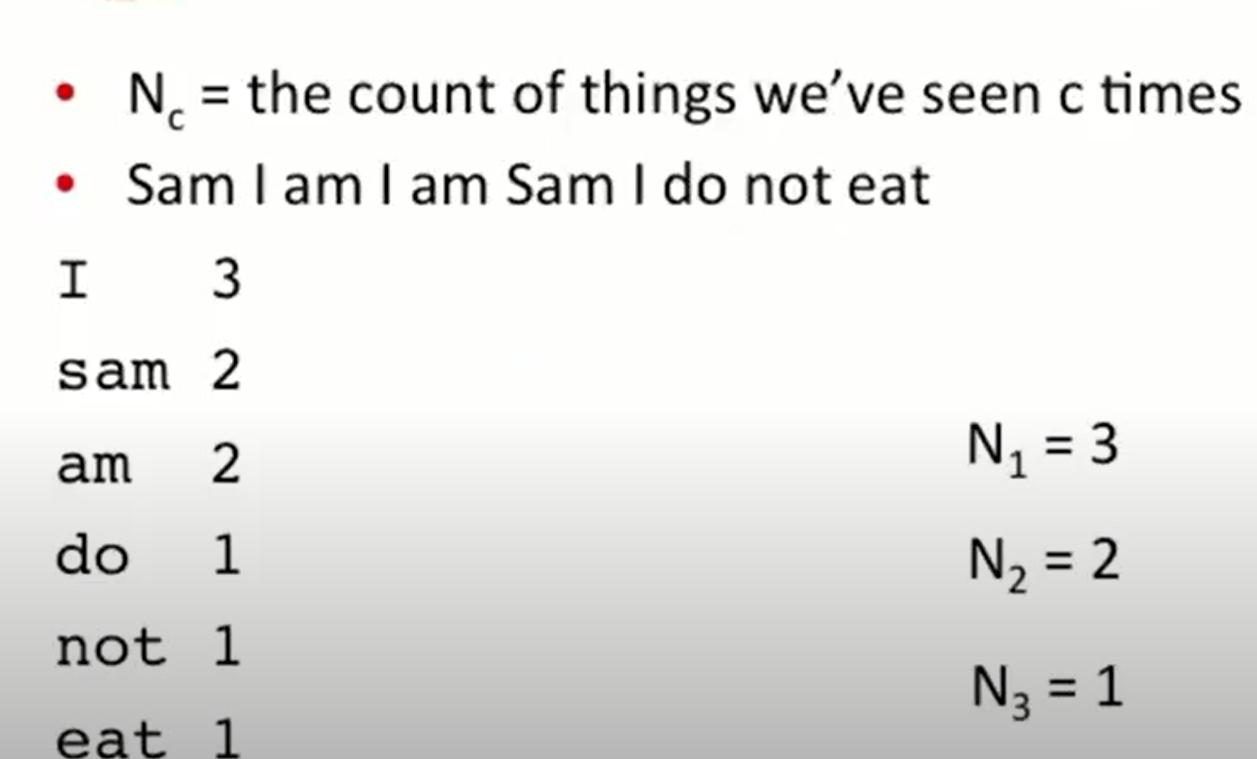 • N_c = the count of things we’ve seen c times
• Sam I am I am Sam I do not eat
I 3
sam 2
am 2
do 1
not 1
eat 1
N_1 = 3
N_2 = 2
N_3 = 1